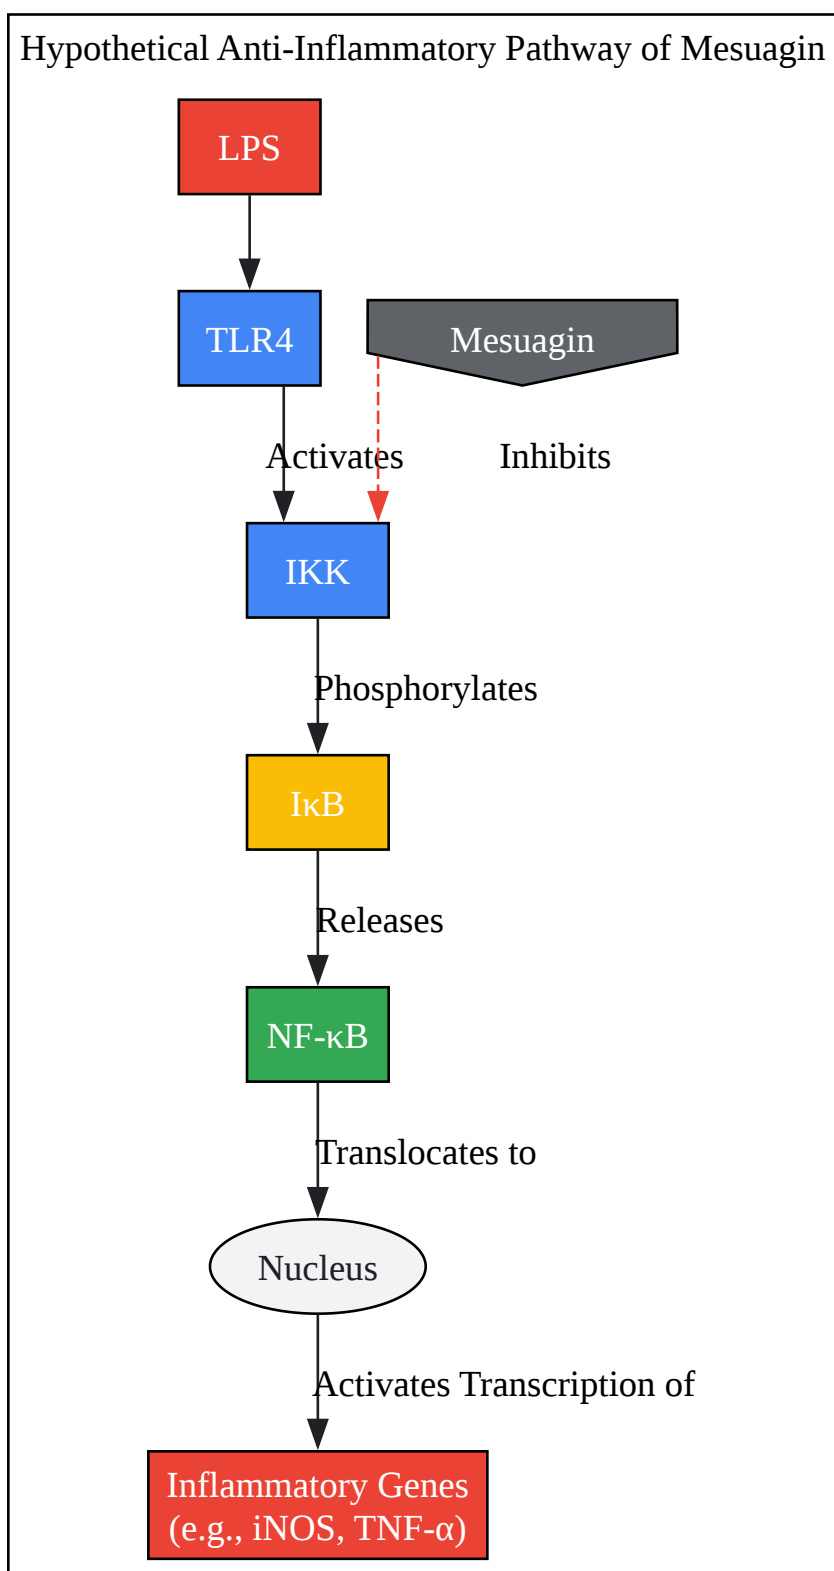 Hypothetical Anti-Inflammatory Pathway of Mesuagin
LPS
TLR4
Mesuagin
Activates
Inhibits
IKK
Phosphorylates
IκB
Releases
NF-κB
Translocates to
Nucleus
Activates Transcription of
Inflammatory Genes
(e.g., iNOS, TNF-α)